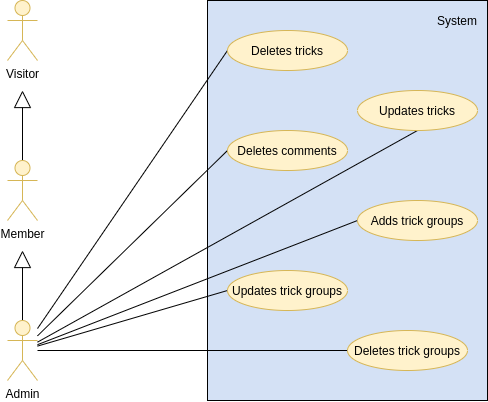 System
Deletes tricks
Visitor
Updates tricks
Deletes comments
Member
Adds trick groups
Updates trick groups
Deletes trick groups
Admin